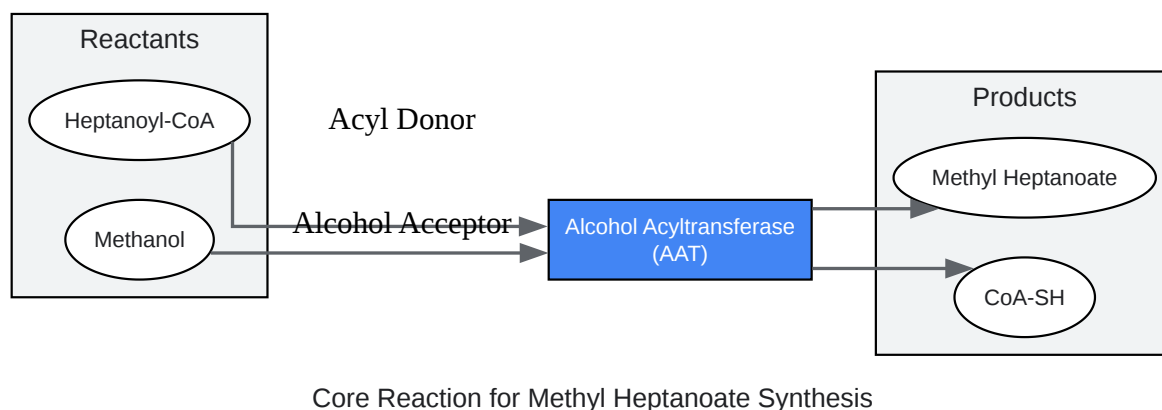 Reactants
Heptanoyl-CoA
Methanol
Acyl Donor
Alcohol Acceptor
Alcohol Acyltransferase
(AAT)
Products
Methyl Heptanoate
CoA-SH
Core Reaction for Methyl Heptanoate Synthesis